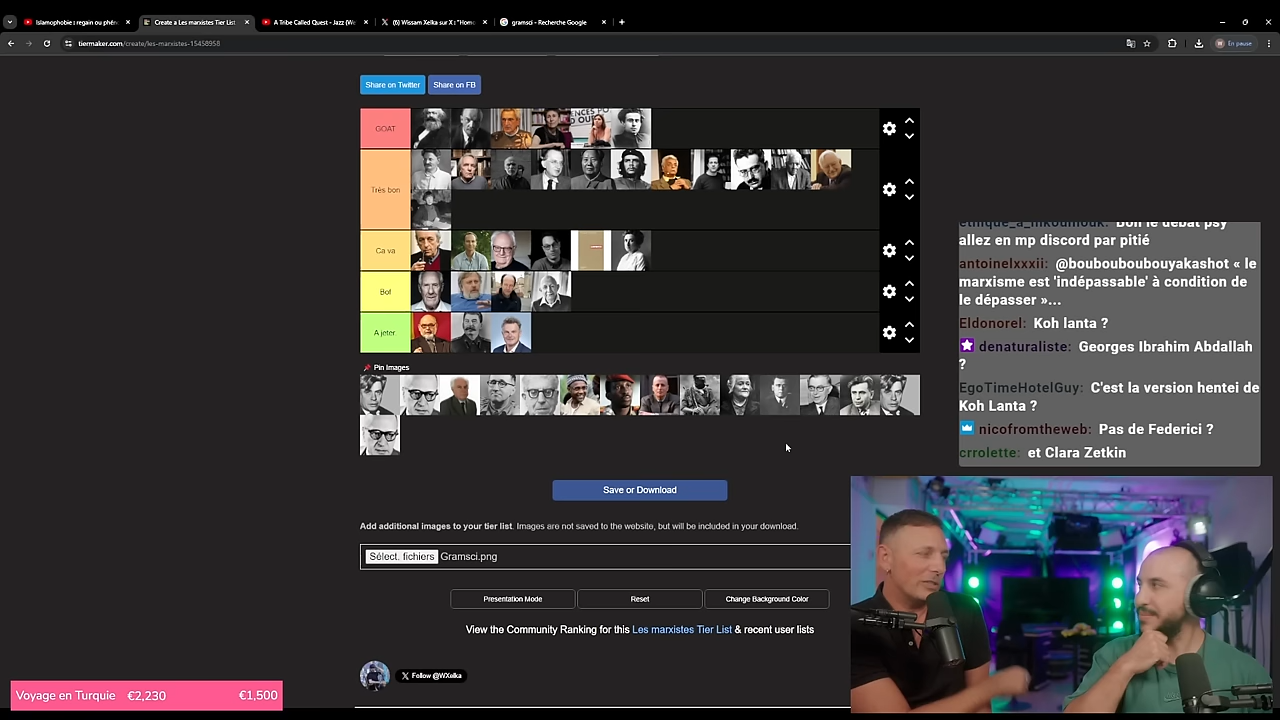 Islamophobie : regain ou phén
Create a Les marxistes Tier List
A Tribe Called Quest - Jazz (We
(6) Wissam Xelka sur X : "Hom
gramsci - Recherche Google
tiermaker.com/create/les-marxistes-15458958
En pause
Share on Twitter
Share on FB
GOAT
Très bon
Ca va
Bof
A jeter
Pin Images
Save or Download
Add additional images to your tier list. Images are not saved to the website, but will be included in your download.
Sélect. fichiers Gramsci.png
Presentation Mode
Reset
Change Background Color
View the Community Ranking for this Les marxistes Tier List & recent user lists
Follow @WXelka
Bon le débat psy
allez en mp discord par pitié
antoinelxxxii: @boubouboubouyakashot « le
marxisme est 'indépassable' à condition de
le dépasser »...
Eldonorel: Koh lanta ?
denaturaliste: Georges Ibrahim Abdallah
?
EgoTimeHotelGuy: C'est la version hentei de
Koh Lanta ?
nicofromtheweb: Pas de Federici ?
crrolette: et Clara Zetkin
Voyage en Turquie €2,230 €1,500